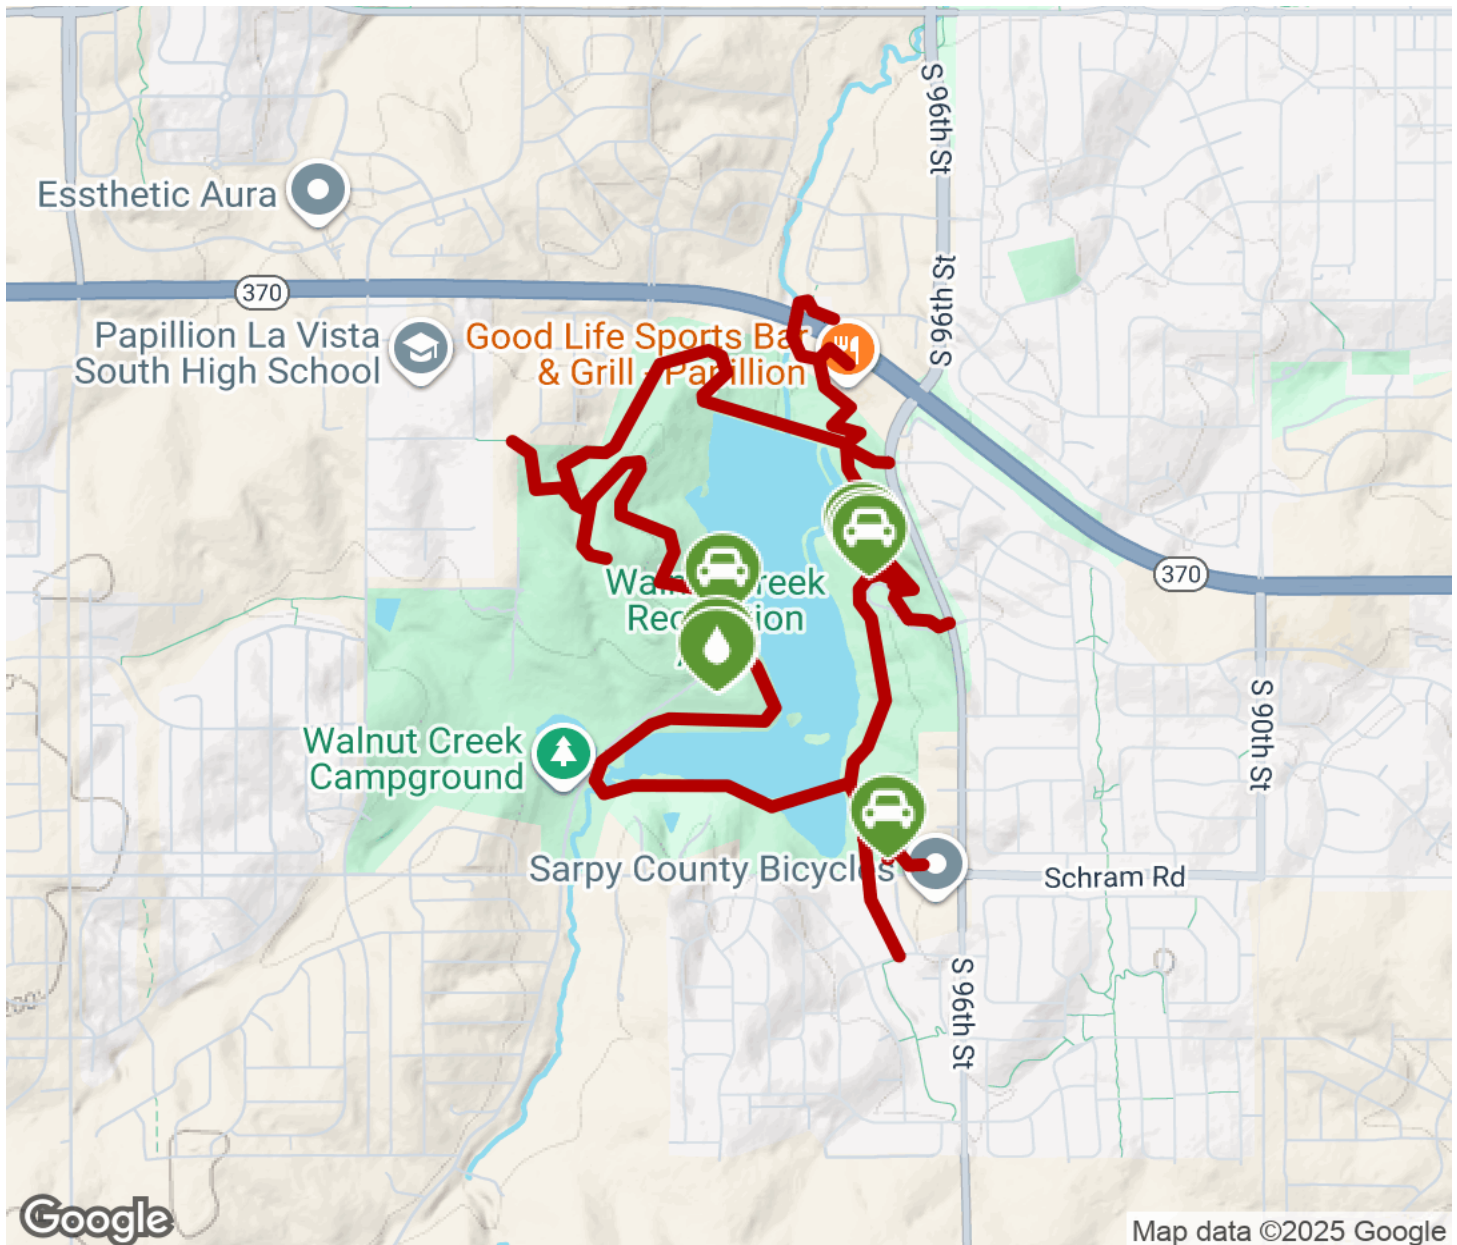 S 96th St
Essthetic Aura
370
S 96th St
Papillion La Vista
South High School
Good Life Sports Bar
& Grill - Papillion
370
Recreation
S 90th St
Walnut Creek
Campground
Sarpy County Bicycles
Schram Rd
S 96th St
Google
Map data ©2025 Google